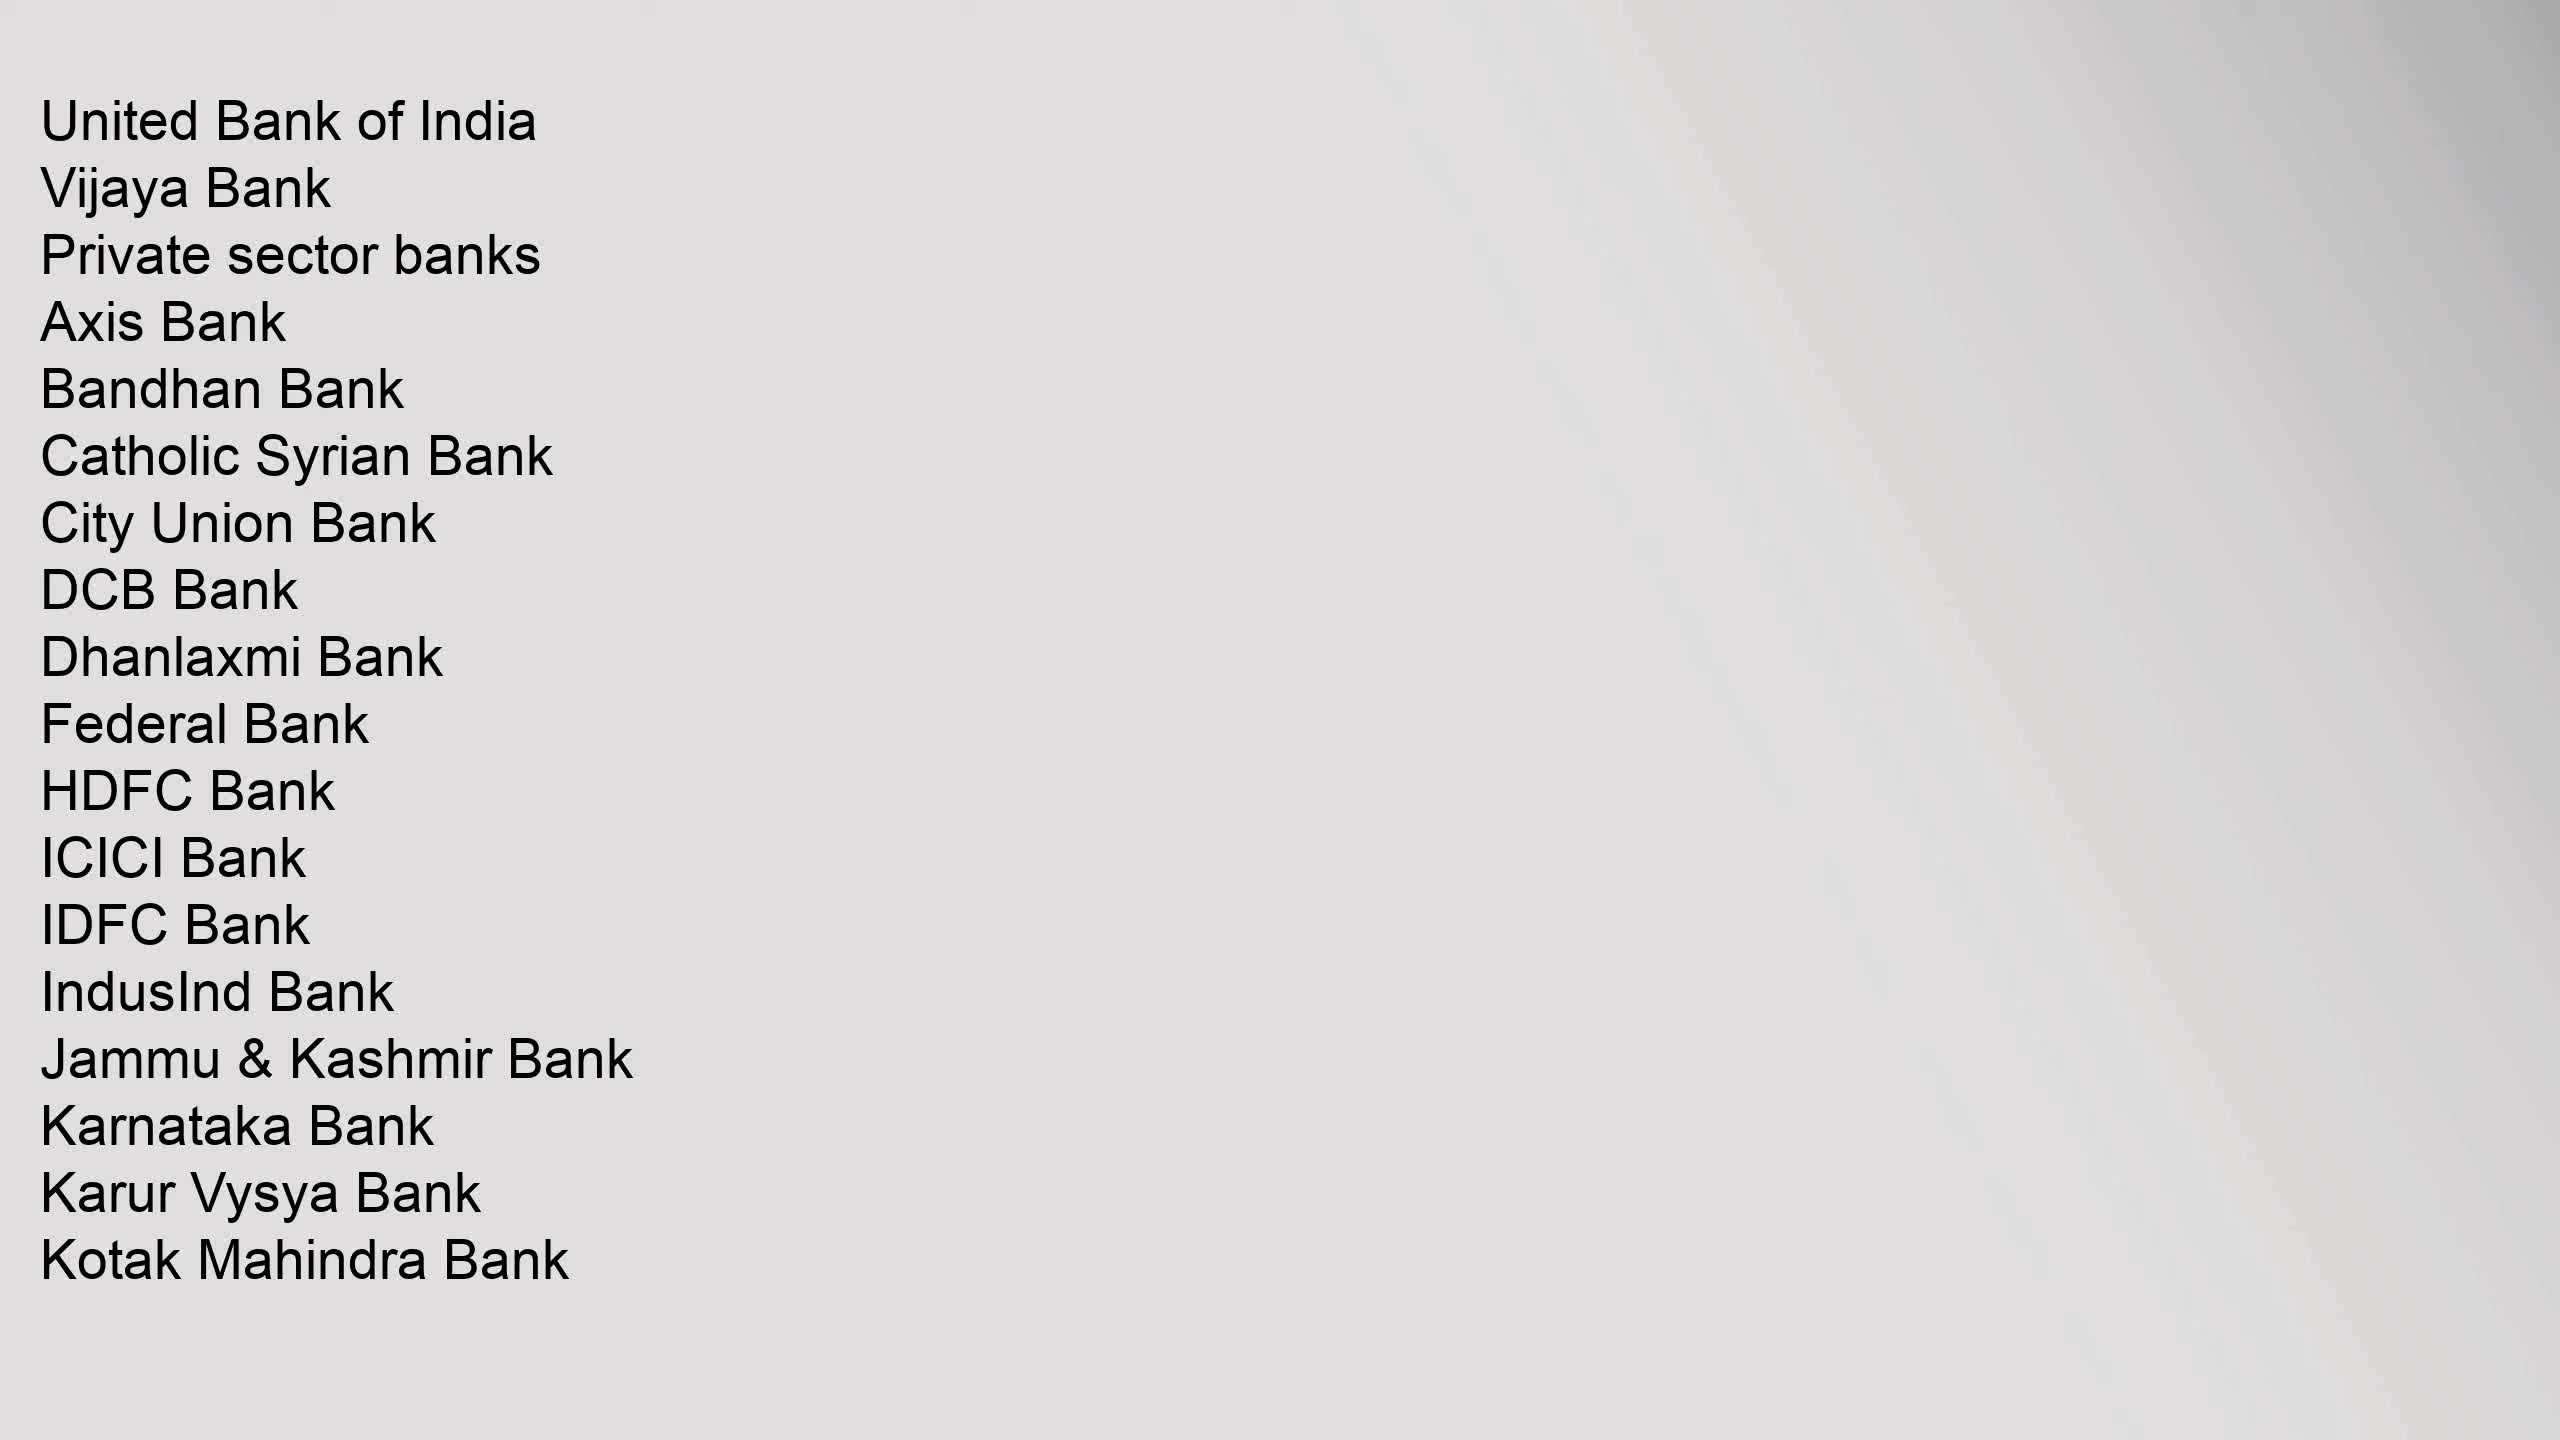 United Bank of India
Vijaya Bank
Private sector banks
Axis Bank
Bandhan Bank
Catholic Syrian Bank
City Union Bank
DCB Bank
Dhanlaxmi Bank
Federal Bank
HDFC Bank
ICICI Bank
IDFC Bank
IndusInd Bank
Jammu & Kashmir Bank
Karnataka Bank
Karur Vysya Bank
Kotak Mahindra Bank